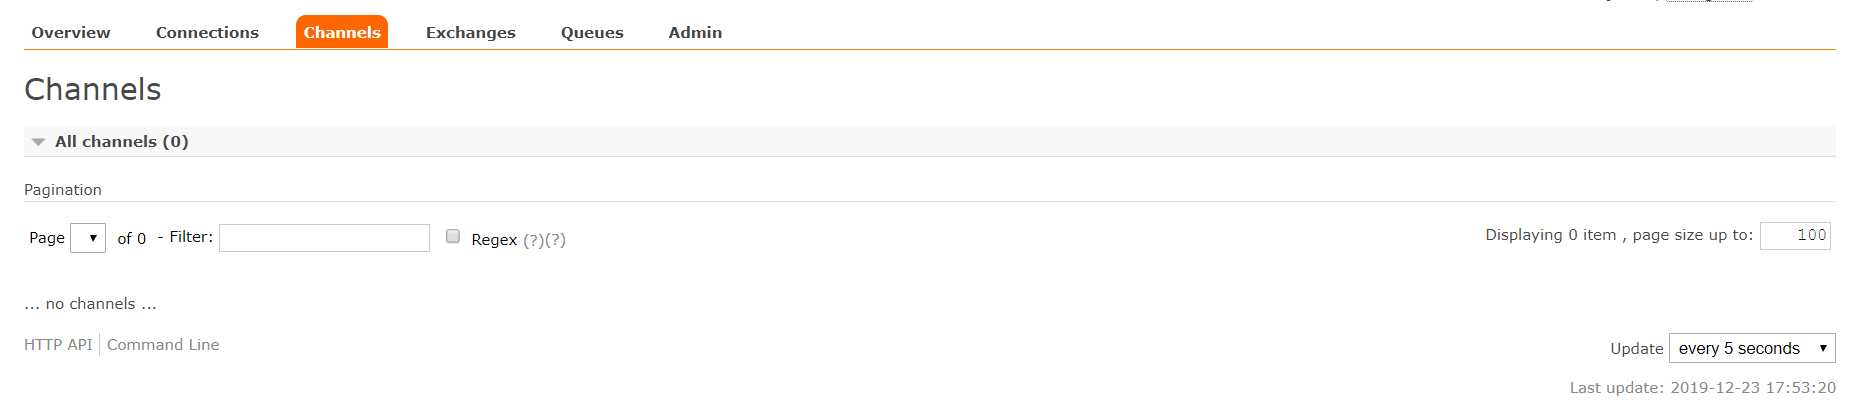 Overview Connections Channels Exchanges Queues Admin
Channels
All channels (0)
Pagination
Page of 0 - Filter: Regex (?)(?) Displaying 0 item , page size up to: 100
... no channels ...
HTTP API Command Line Update every 5 seconds
Last update: 2019-12-23 17:53:20